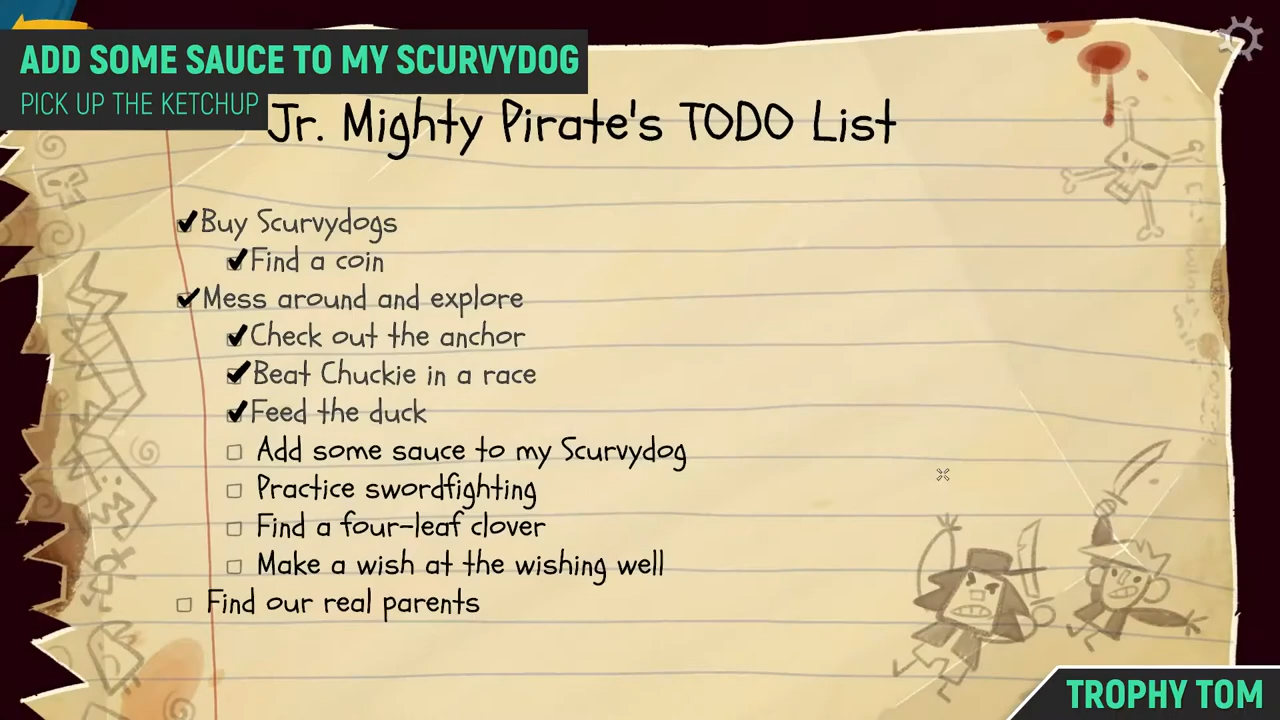 ADD SOME SAUCE TO MY SCURVYDOG
PICK UP THE KETCHUP
Jr. Mighty Pirate's TODO List
Buy Scurvydogs
Find a coin
Mess around and explore
Check out the anchor
Beat Chuckie in a race
Feed the duck
Add some sauce to my Scurvydog
Practice swordfighting
Find a four-leaf clover
Make a wish at the wishing well
Find our real parents
TROPHY TOM